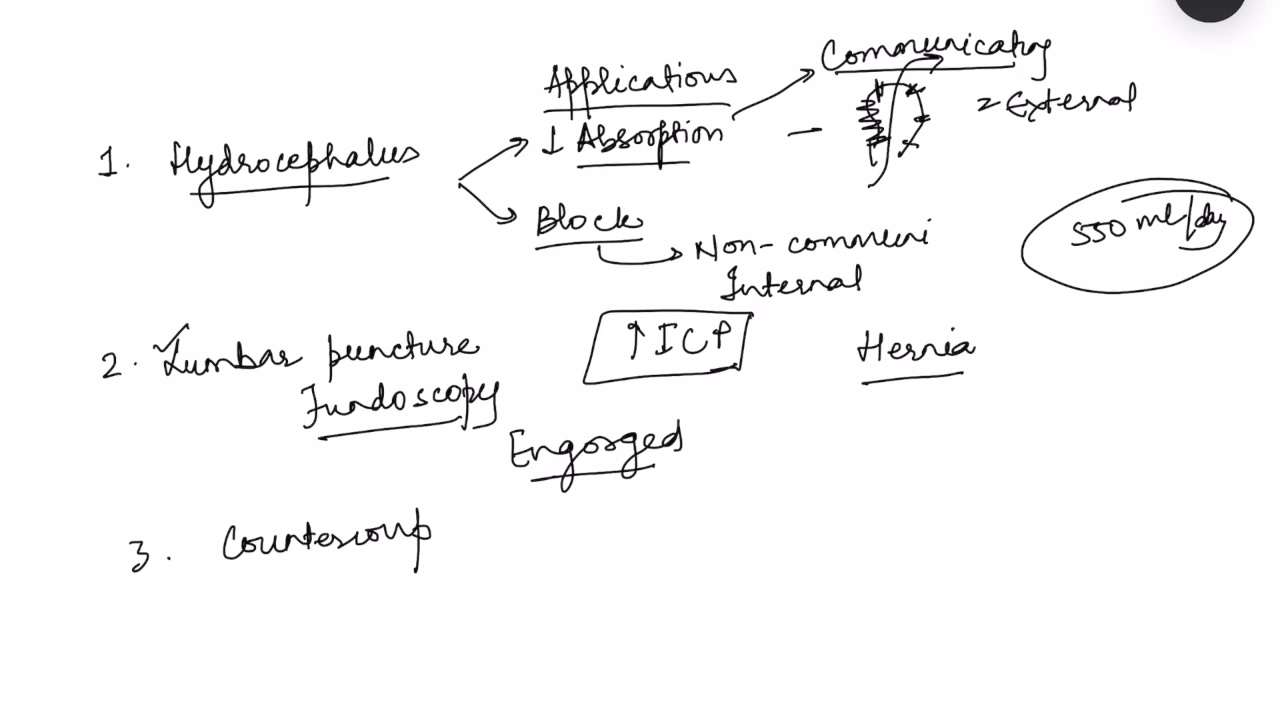 Applications
Communicating
= External
1. Hydrocephalus
↓ Absorption
Block
Non-communi
Internal
550 ml/day
2. Lumbar puncture
Fundoscopy
↑ ICP
Hernia
Engorged
3. Countercoup